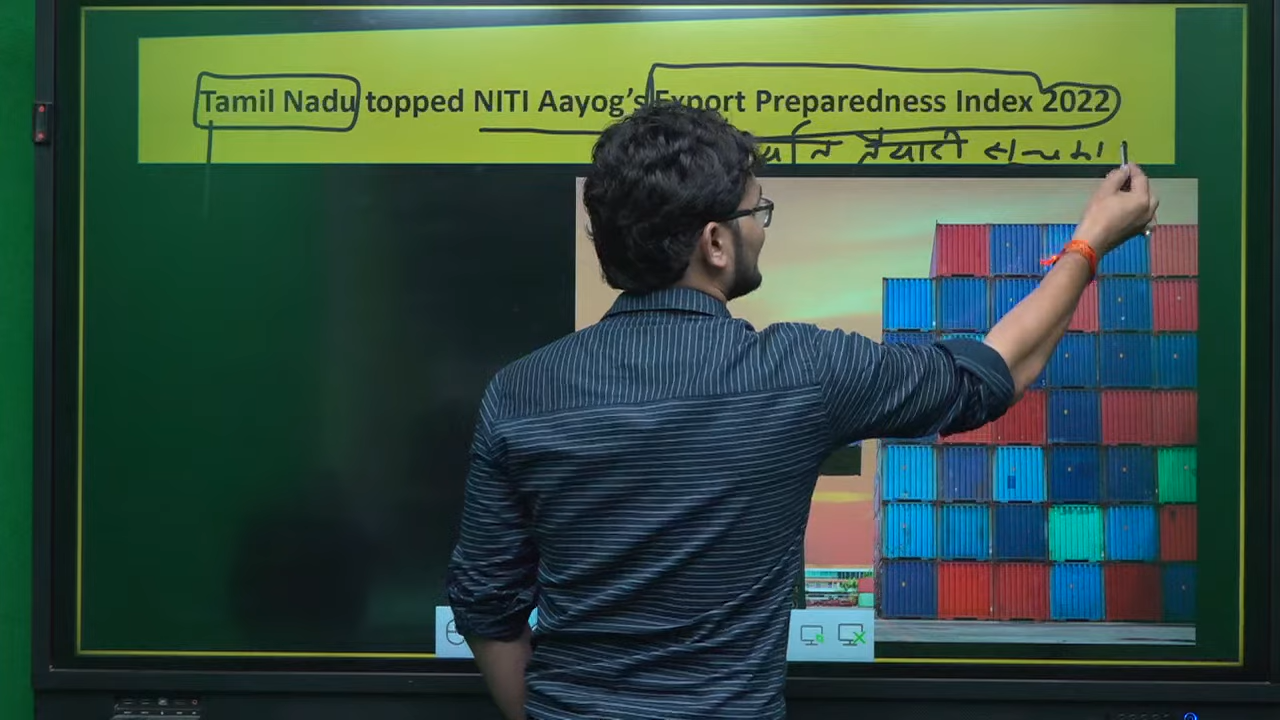 Tamil Nadu topped NITI Aayog's Export Preparedness Index 2022
तैयारी